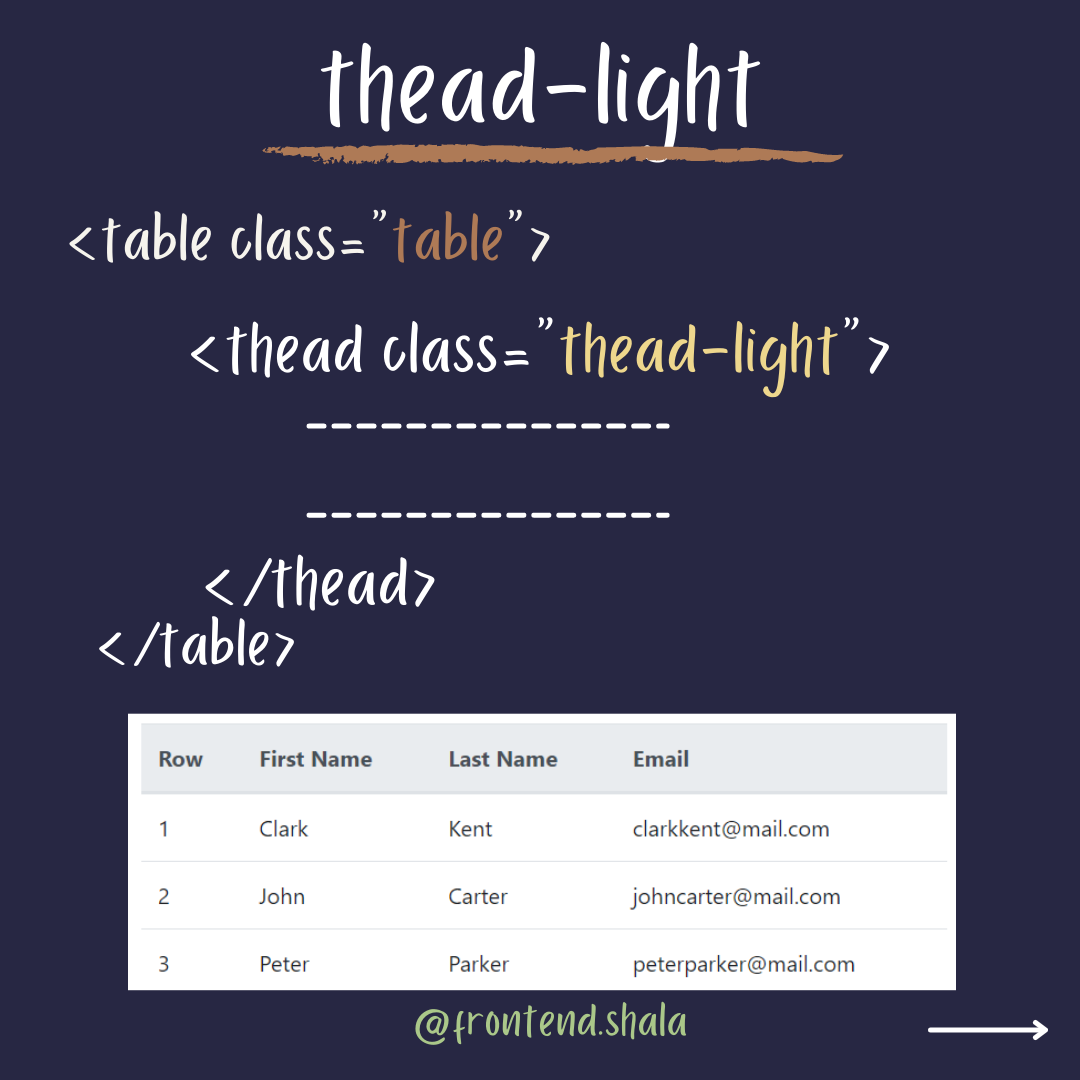 thead-light
<table class="table">
<thead class="thead-light">
---------------
---------------
</thead>
</table>
Row First Name Last Name Email
1 Clark Kent clarkkent@mail.com
2 John Carter johncarter@mail.com
3 Peter Parker peterparker@mail.com
@frontend.shala